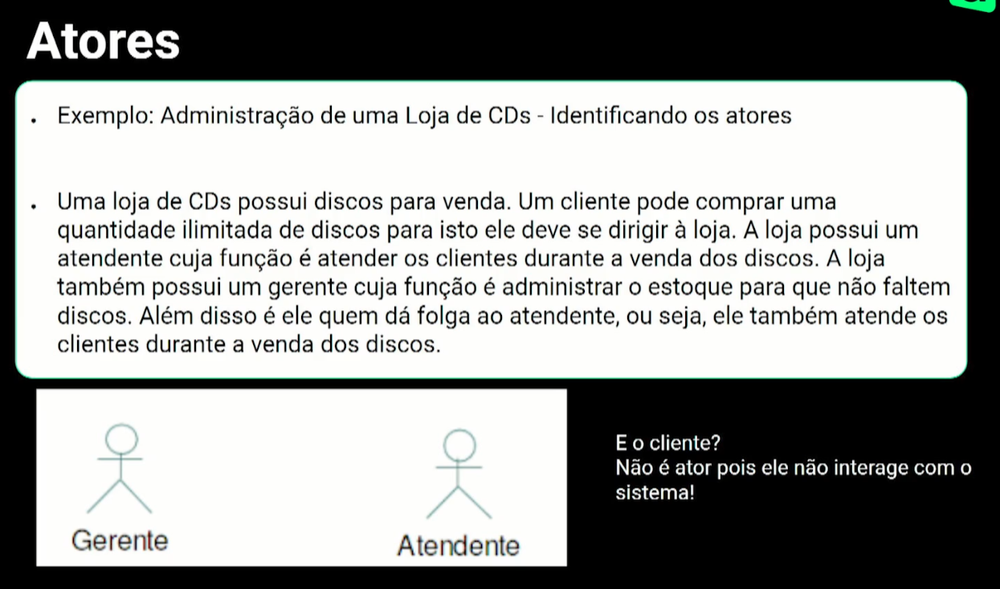 Atores
• Exemplo: Administração de uma Loja de CDs - Identificando os atores
• Uma loja de CDs possui discos para venda. Um cliente pode comprar uma
quantidade ilimitada de discos para isto ele deve se dirigir à loja. A loja possui um
atendente cuja função é atender os clientes durante a venda dos discos. A loja
também possui um gerente cuja função é administrar o estoque para que não faltem
discos. Além disso é ele quem dá folga ao atendente, ou seja, ele também atende os
clientes durante a venda dos discos.
E o cliente?
Não é ator pois ele não interage com o
sistema!
Gerente
Atendente